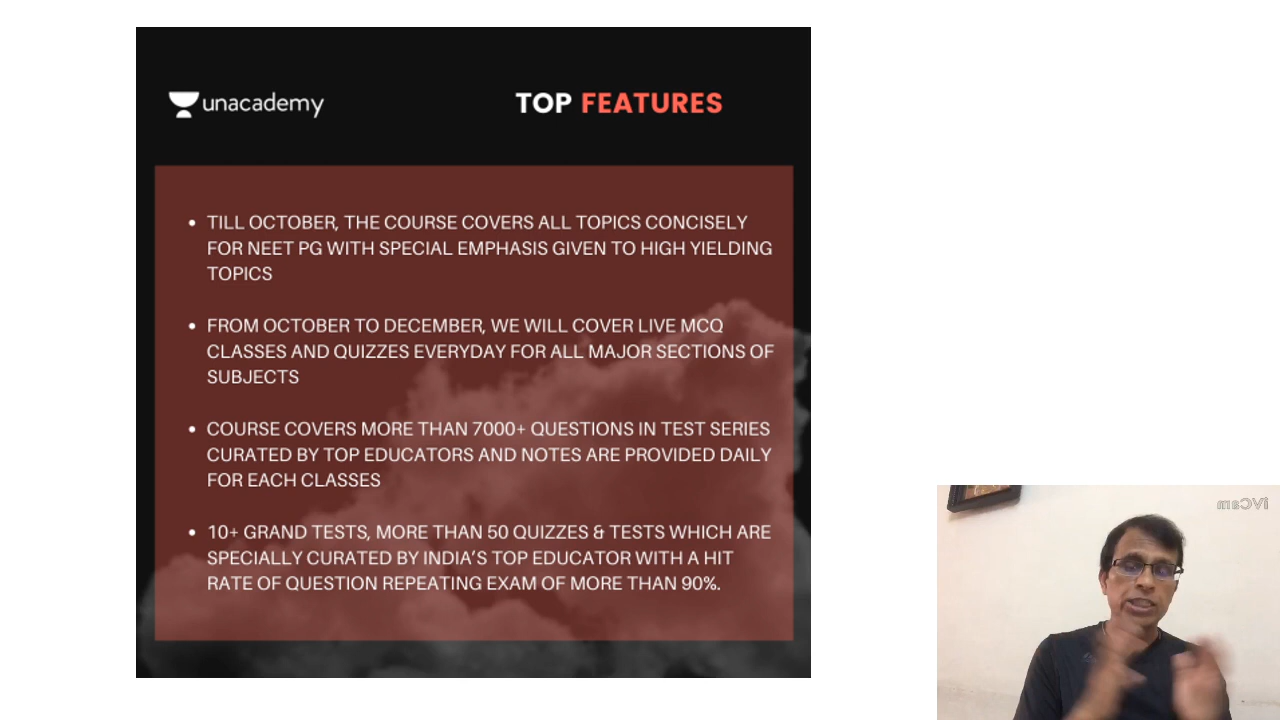 unacademy
TOP FEATURES
• TILL OCTOBER, THE COURSE COVERS ALL TOPICS CONCISELY
FOR NEET PG WITH SPECIAL EMPHASIS GIVEN TO HIGH YIELDING
TOPICS
• FROM OCTOBER TO DECEMBER, WE WILL COVER LIVE MCQ
CLASSES AND QUIZZES EVERYDAY FOR ALL MAJOR SECTIONS OF
SUBJECTS
• COURSE COVERS MORE THAN 7000+ QUESTIONS IN TEST SERIES
CURATED BY TOP EDUCATORS AND NOTES ARE PROVIDED DAILY
FOR EACH CLASSES
• 10+ GRAND TESTS, MORE THAN 50 QUIZZES & TESTS WHICH ARE
SPECIALLY CURATED BY INDIA'S TOP EDUCATOR WITH A HIT
RATE OF QUESTION REPEATING EXAM OF MORE THAN 90%.
iVCam